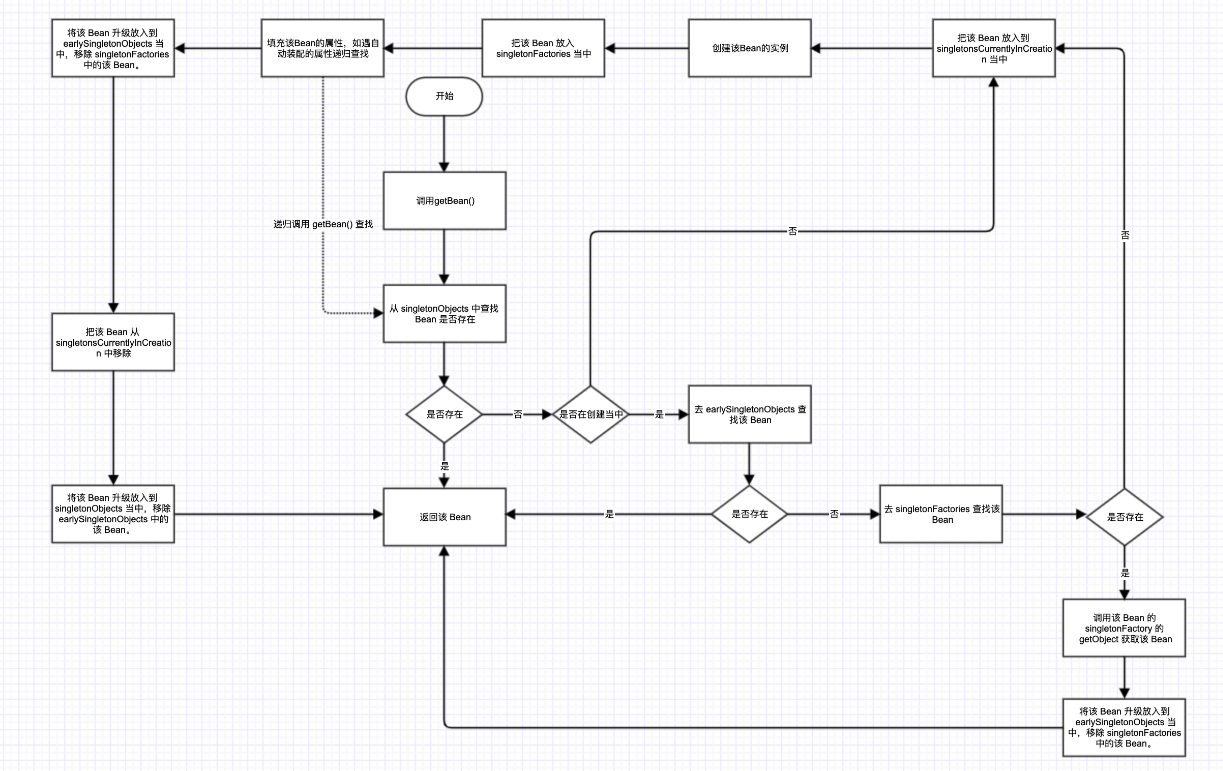 将该 Bean 升级放入到
earlySingletonObjects 当
中，移除 singletonFactories
中的该 Bean。
填充该Bean的属性，如遇自
动装配的属性递归查找
把该 Bean 放入
singletonFactories 当中
创建该Bean的实例
把该 Bean 放入到
singletonsCurrentlyInCreatio
n 当中
开始
调用getBean()
递归调用 getBean() 查找
否
否
从 singletonObjects 中查找
Bean 是否存在
把该 Bean 从
singletonsCurrentlyInCreatio
n 中移除
是否存在
否
是否在创建当中
是
去 earlySingletonObjects 查
找该 Bean
是
将该 Bean 升级放入到
singletonObjects 当中，移除
earlySingletonObjects 中的
该 Bean。
返回该 Bean
是
是否存在
否
去 singletonFactories 查找该
Bean
是否存在
是
调用该 Bean 的
singletonFactory 的
getObject 获取该 Bean
将该 Bean 升级放入到
earlySingletonObjects 当
中，移除 singletonFactories
中的该 Bean。